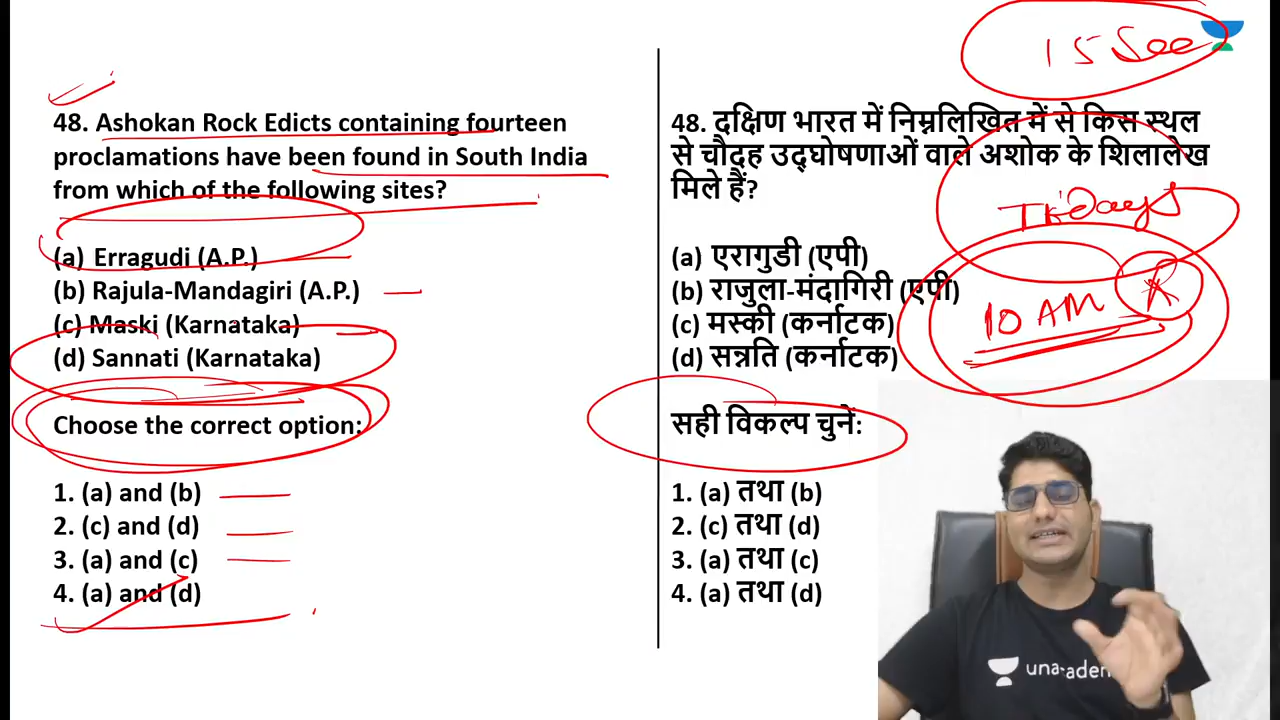 48. Ashokan Rock Edicts containing fourteen
proclamations have been found in South India
from which of the following sites?
(a) Erragudi (A.P.)
(b) Rajula-Mandagiri (A.P.)
(c) Maski (Karnataka)
(d) Sannati (Karnataka)
Choose the correct option:
1. (a) and (b)
2. (c) and (d)
3. (a) and (c)
4. (a) and (d)
48. दक्षिण भारत में निम्नलिखित में से किस स्थल
से चौदह उद्घोषणाओं वाले अशोक के शिलालेख
मिले हैं?
(a) एरागुडी (एपी)
(b) राजुला-मंदागिरी (एपी)
(c) मस्की (कर्नाटक)
(d) सन्नति (कर्नाटक)
सही विकल्प चुनें:
1. (a) तथा (b)
2. (c) तथा (d)
3. (a) तथा (c)
4. (a) तथा (d)
15 See
10 AM